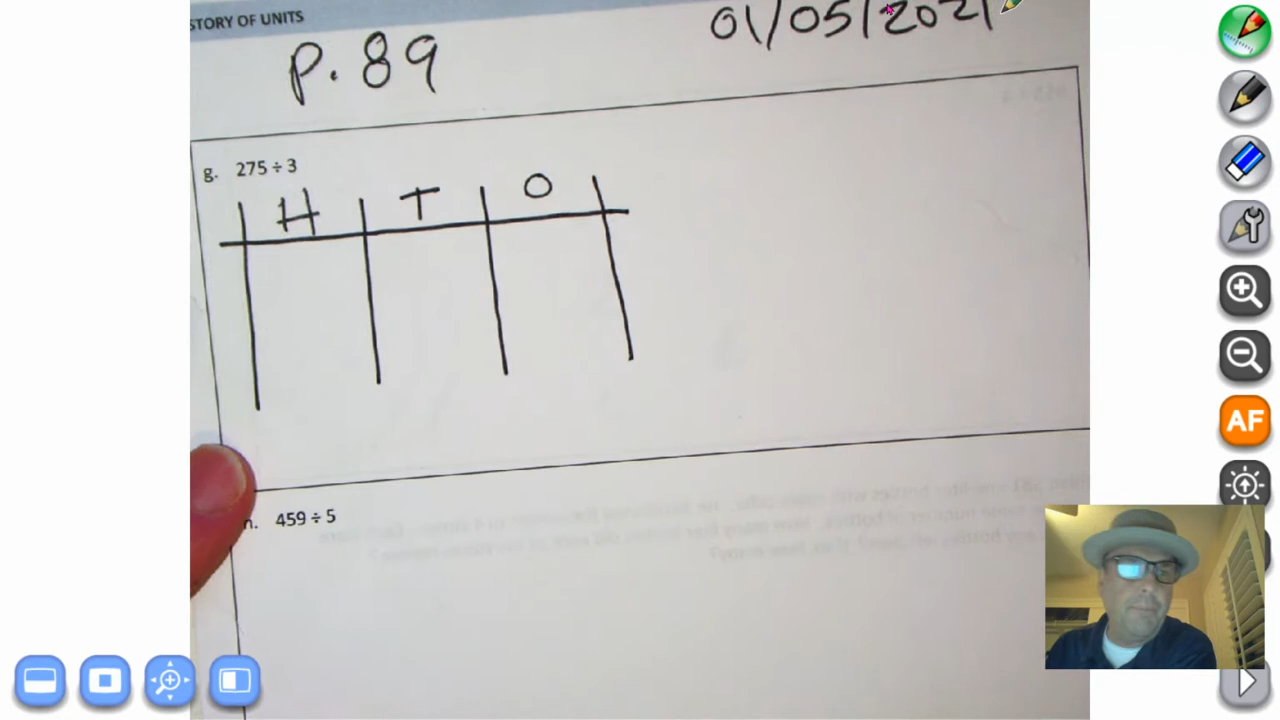 STORY OF UNITS
01/05/2021
p. 89
g. 275 ÷ 3
H T O
459 ÷ 5
AF